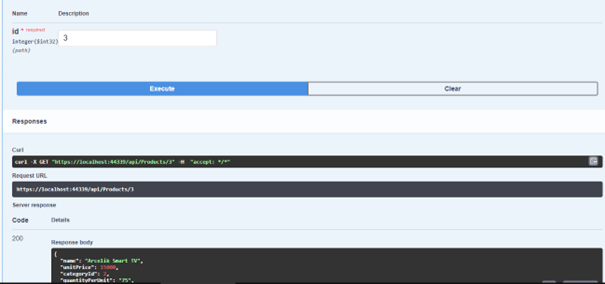 Name Description
id * required
integer($int32)
(path)
3
Execute Clear
Responses
Curl
curl -X GET "https://localhost:44339/api/Products/3" -H "accept: */*"
Request URL
https://localhost:44339/api/Products/3
Server response
Code Details
200
Response body
{
"name": "Arcelik Smart TV",
"unitPrice": 15000,
"categoryId": 2,
"quantityPerUnit": "75",